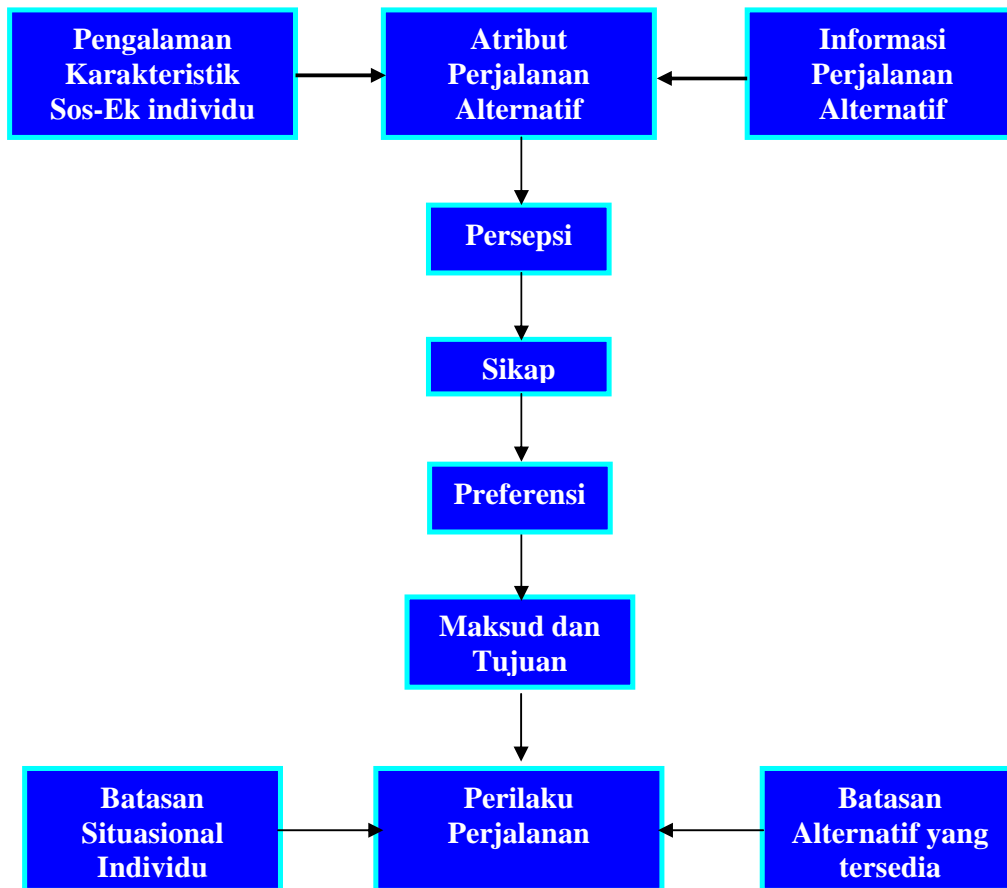 Pengalaman
Karakteristik
Sos-Ek individu
Atribut
Perjalanan
Alternatif
Informasi
Perjalanan
Alternatif
Persepsi
Sikap
Preferensi
Maksud dan
Tujuan
Batasan
Situasional
Individu
Perilaku
Perjalanan
Batasan
Alternatif yang
tersedia